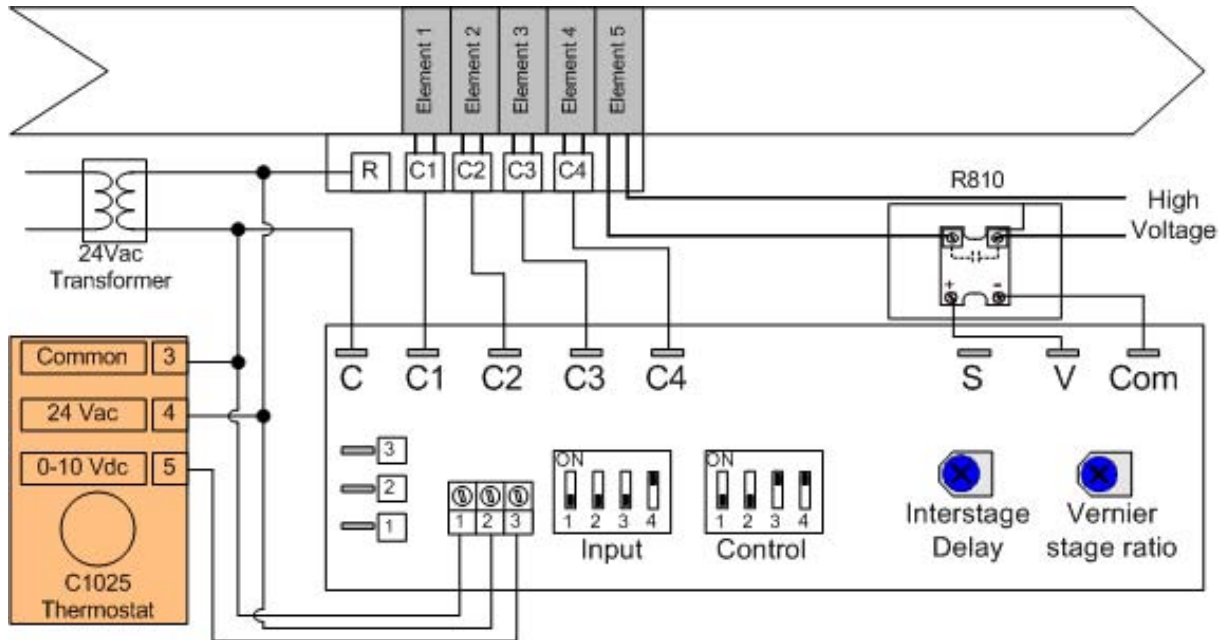 Element 1
Element 2
Element 3
Element 4
Element 5
R
C1
C2
C3
C4
R810
High
Voltage
24Vac
Transformer
Common
3
24 Vac
4
0-10 Vdc
5
C1025
Thermostat
+
-
C
C1
C2
C3
C4
S
V
Com
3
2
1
1 2 3
ON
1 2 3 4
Input
ON
1 2 3 4
Control
Interstage
Delay
Vernier
stage ratio